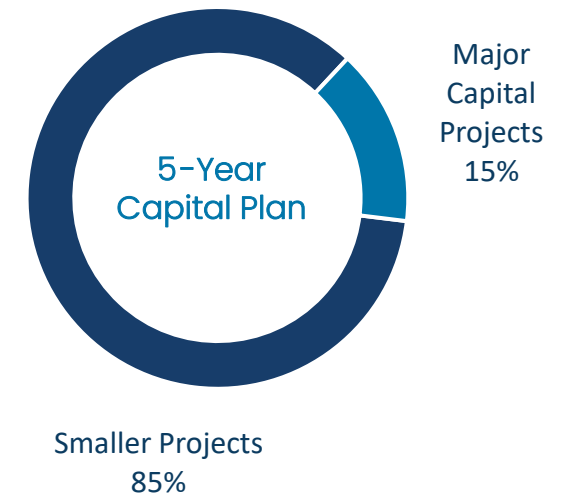 Major
Capital
Projects
15%
5-Year
Capital Plan
Smaller Projects
85%